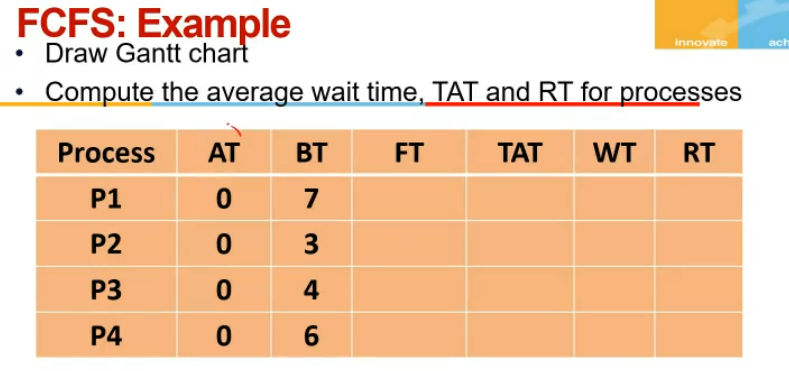 FCFS: Example
innovate ach
• Draw Gantt chart
• Compute the average wait time, TAT and RT for processes
Process AT BT FT TAT WT RT
P1 0 7
P2 0 3
P3 0 4
P4 0 6